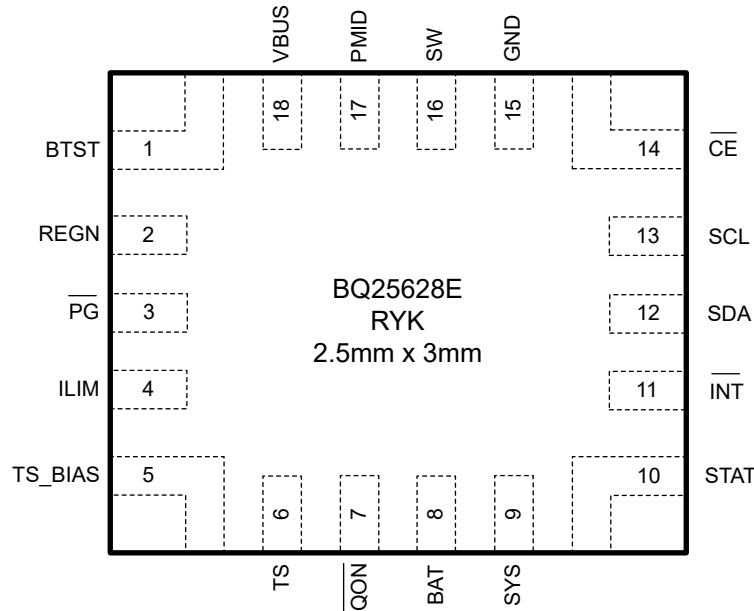 VBUS
PMID
SW
GND
18
17
16
15
BTST
1
14
CE
REGN
2
13
SCL
PG
3
12
SDA
ILIM
4
11
INT
TS_BIAS
5
10
STAT
BQ25628E
RYK
2.5mm x 3mm
6
7
8
9
TS
QON
BAT
SYS